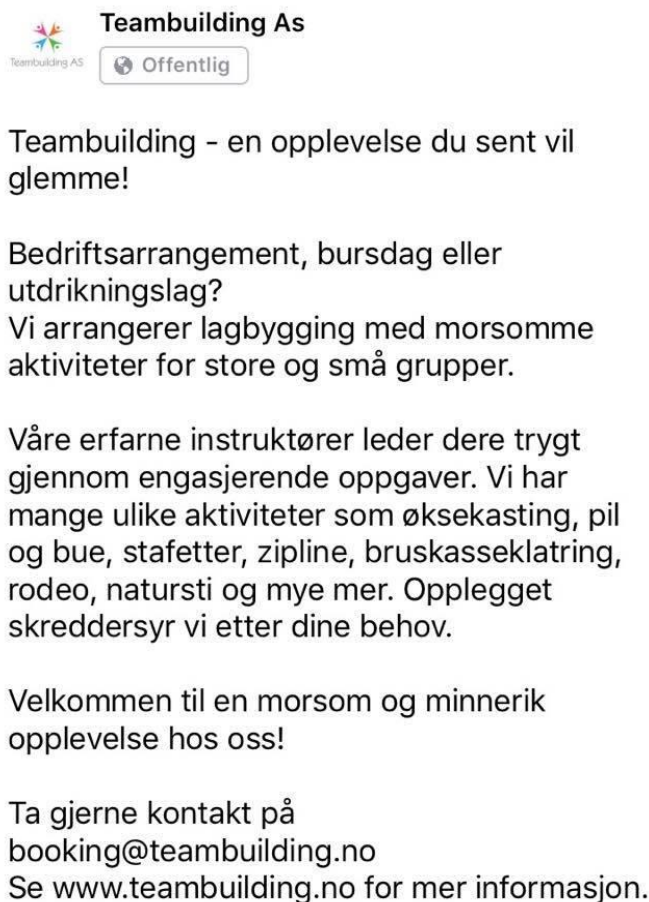 Teambuilding As
Teambuilding AS
Offentlig
Teambuilding - en opplevelse du sent vil
glemme!
Bedriftsarrangement, bursdag eller
utdrikningslag?
Vi arrangerer lagbygging med morsomme
aktiviteter for store og små grupper.
Våre erfarne instruktører leder dere trygt
gjennom engasjerende oppgaver. Vi har
mange ulike aktiviteter som øksekasting, pil
og bue, stafetter, zipline, bruskasseklatring,
rodeo, natursti og mye mer. Opplegget
skreddersyr vi etter dine behov.
Velkommen til en morsom og minnerik
opplevelse hos oss!
Ta gjerne kontakt på
booking@teambuilding.no
Se www.teambuilding.no for mer informasjon.